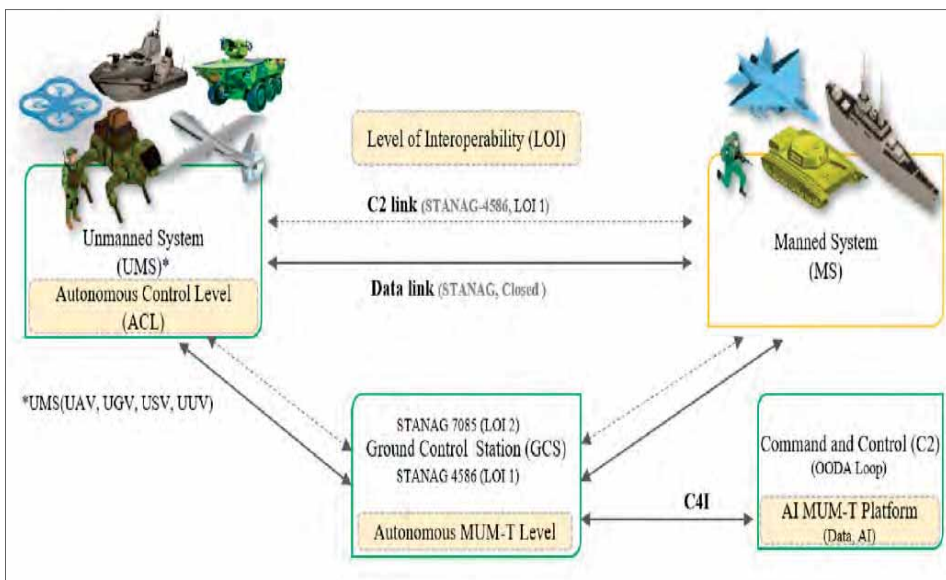 Level of Interoperability (LOI)
C2 link (STANAG-4586, LOI 1)
Unmanned System
(UMS)*
Autonomous Control Level
(ACL)
Manned System
(MS)
Data link (STANAG, Closed )
*UMS(UAV, UGV, USV, UUV)
STANAG 7085 (LOI 2)
Ground Control Station (GCS)
STANAG 4586 (LOI 1)
Autonomous MUM-T Level
C4I
Command and Control (C2)
(OODA Loop)
AI MUM-T Platform
(Data, AI)